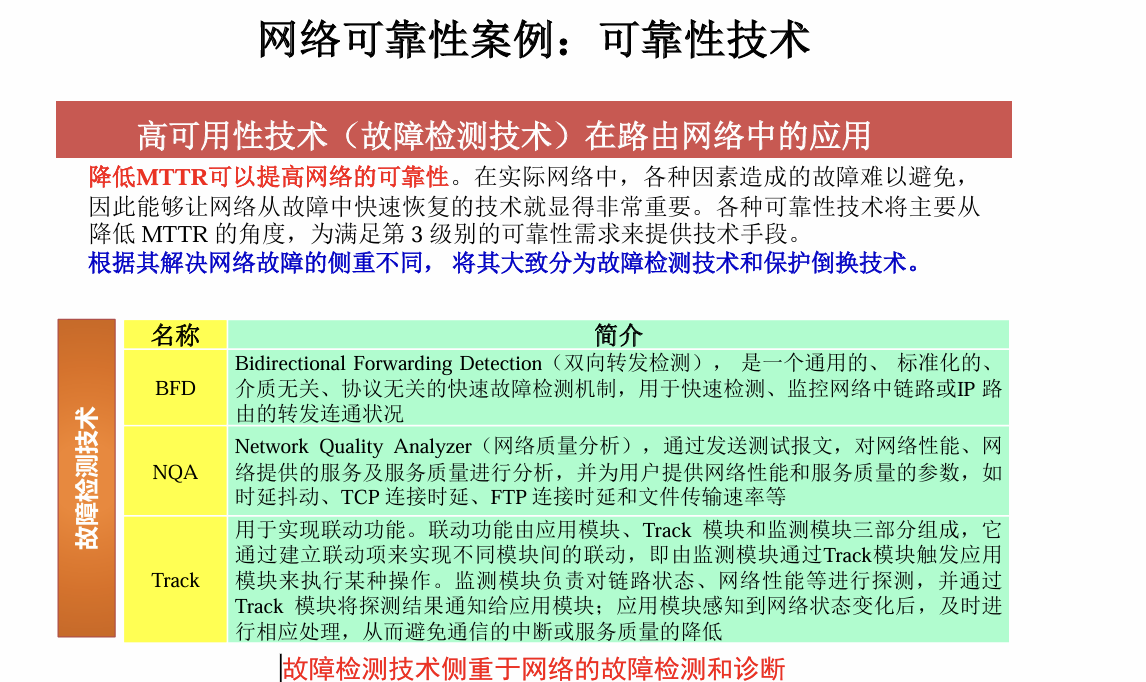 网络可靠性案例：可靠性技术
高可用性技术（故障检测技术）在路由网络中的应用
降低MTTR可以提高网络的可靠性。在实际网络中，各种因素造成的故障难以避免，
因此能够让网络从故障中快速恢复的技术就显得非常重要。各种可靠性技术将主要从
降低 MTTR 的角度，为满足第 3 级别的可靠性需求来提供技术手段。
根据其解决网络故障的侧重不同， 将其大致分为故障检测技术和保护倒换技术。
故障检测技术
名称
简介
BFD
Bidirectional Forwarding Detection（双向转发检测）， 是一个通用的、 标准化的、
介质无关、协议无关的快速故障检测机制，用于快速检测、监控网络中链路或IP 路
由的转发连通状况
NQA
Network Quality Analyzer（网络质量分析），通过发送测试报文，对网络性能、网
络提供的服务及服务质量进行分析，并为用户提供网络性能和服务质量的参数，如
时延抖动、TCP 连接时延、FTP 连接时延和文件传输速率等
Track
用于实现联动功能。联动功能由应用模块、Track 模块和监测模块三部分组成，它
通过建立联动项来实现不同模块间的联动，即由监测模块通过Track模块触发应用
模块来执行某种操作。监测模块负责对链路状态、网络性能等进行探测，并通过
Track 模块将探测结果通知给应用模块；应用模块感知到网络状态变化后，及时进
行相应处理，从而避免通信的中断或服务质量的降低
故障检测技术侧重于网络的故障检测和诊断